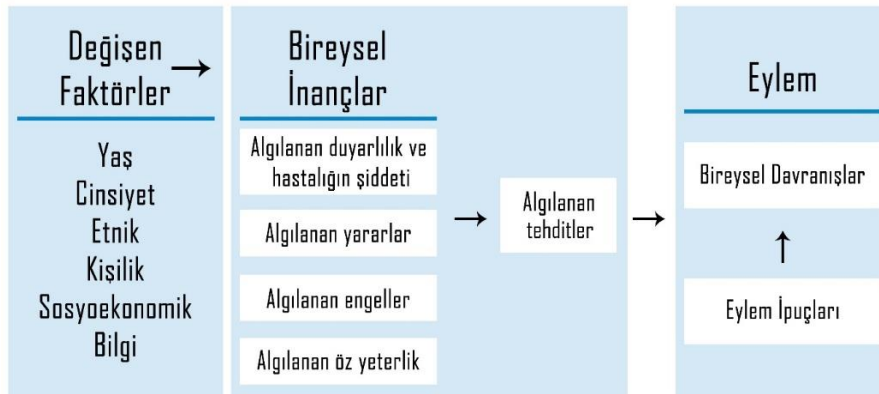 Değişen
Faktörler
Yaş
Cinsiyet
Etnik
Kişilik
Sosyoekonomik
Bilgi
Bireysel
İnançlar
Algılanan duyarlılık ve
hastalığın şiddeti
Algılanan yararlar
Algılanan engeller
Algılanan öz yeterlik
Algılanan
tehditler
Eylem
Bireysel Davranışlar
Eylem İpuçları